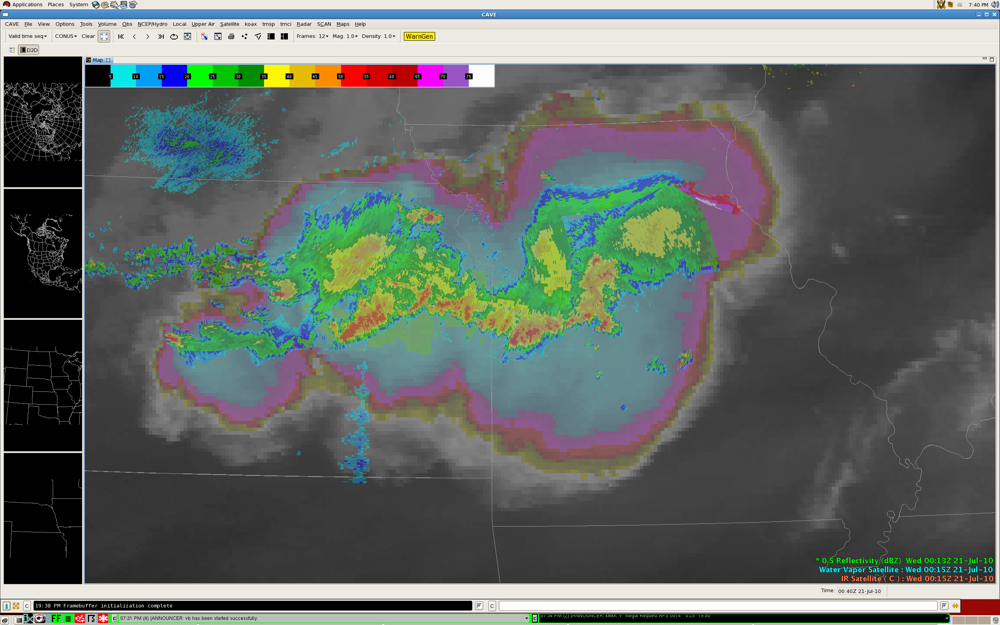 Applications Places System 7:40 PM
CAVE
CAVE File View Options Tools Volume Obs NCEP/Hydro Local Upper Air Satellite koax tmsp tmci Radar SCAN Maps Help
Valid time seq CONUS Clear Frames: 12 Mag: 1.0 Density: 1.0 WarnGen
D2D
Map
5 10 15 20 25 30 35 40 45 50 55 60 65 70 75
* 0.5 Reflectivity (dBZ) Wed 00:13Z 21-Jul-10
Water Vapor Satellite : Wed 00:15Z 21-Jul-10
IR Satellite ( C ) : Wed 00:15Z 21-Jul-10
Time: 00:40Z 21-Jul-10
C 19:38 PM Framebuffer initialization complete C
FF C 07:31 PM (4) |ANNOUNCER: vb has been started successfully. C 07:34 PM (2) |ANNOUNCER: kmkx: V Illegal Request RPS 0014 0.25 19.50